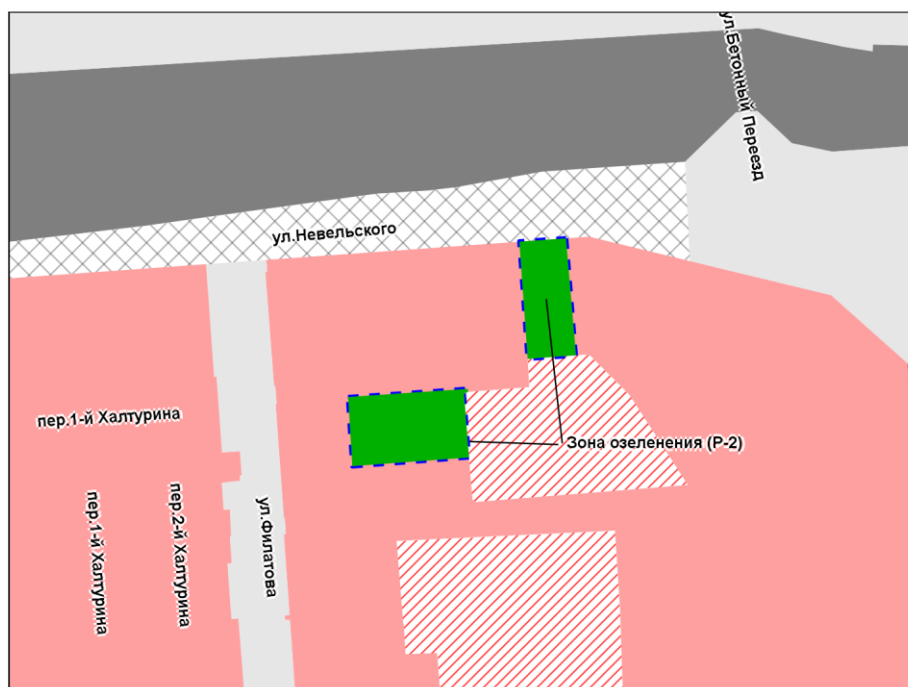 ул.Бетонный Переезд
ул.Невельского
пер.1-й Халтурина
Зона озеленения (Р-2)
пер.1-й Халтурина
пер.2-й Халтурина
ул.Филатова